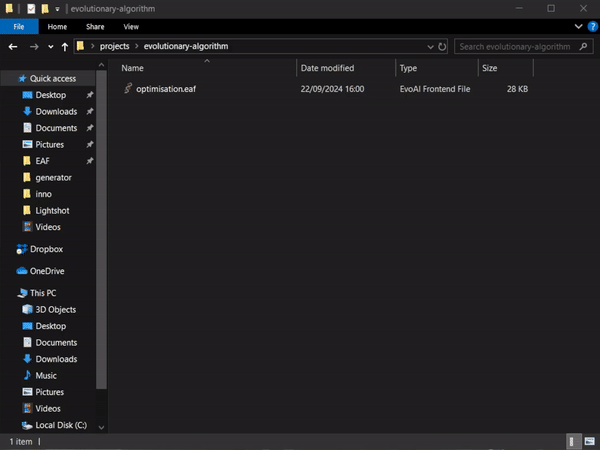 evolutionary-algorithm
File Home Share View
projects evolutionary-algorithm Search evolutionary-algorithm
Name Date modified Type Size
optimisation.eaf 22/09/2024 16:00 EvoAl Frontend File 28 KB
Quick access
Desktop
Downloads
Documents
Pictures
EAF
generator
inno
Lightshot
Videos
Dropbox
OneDrive
This PC
3D Objects
Desktop
Documents
Downloads
Music
Pictures
Videos
Local Disk (C:)
1 item